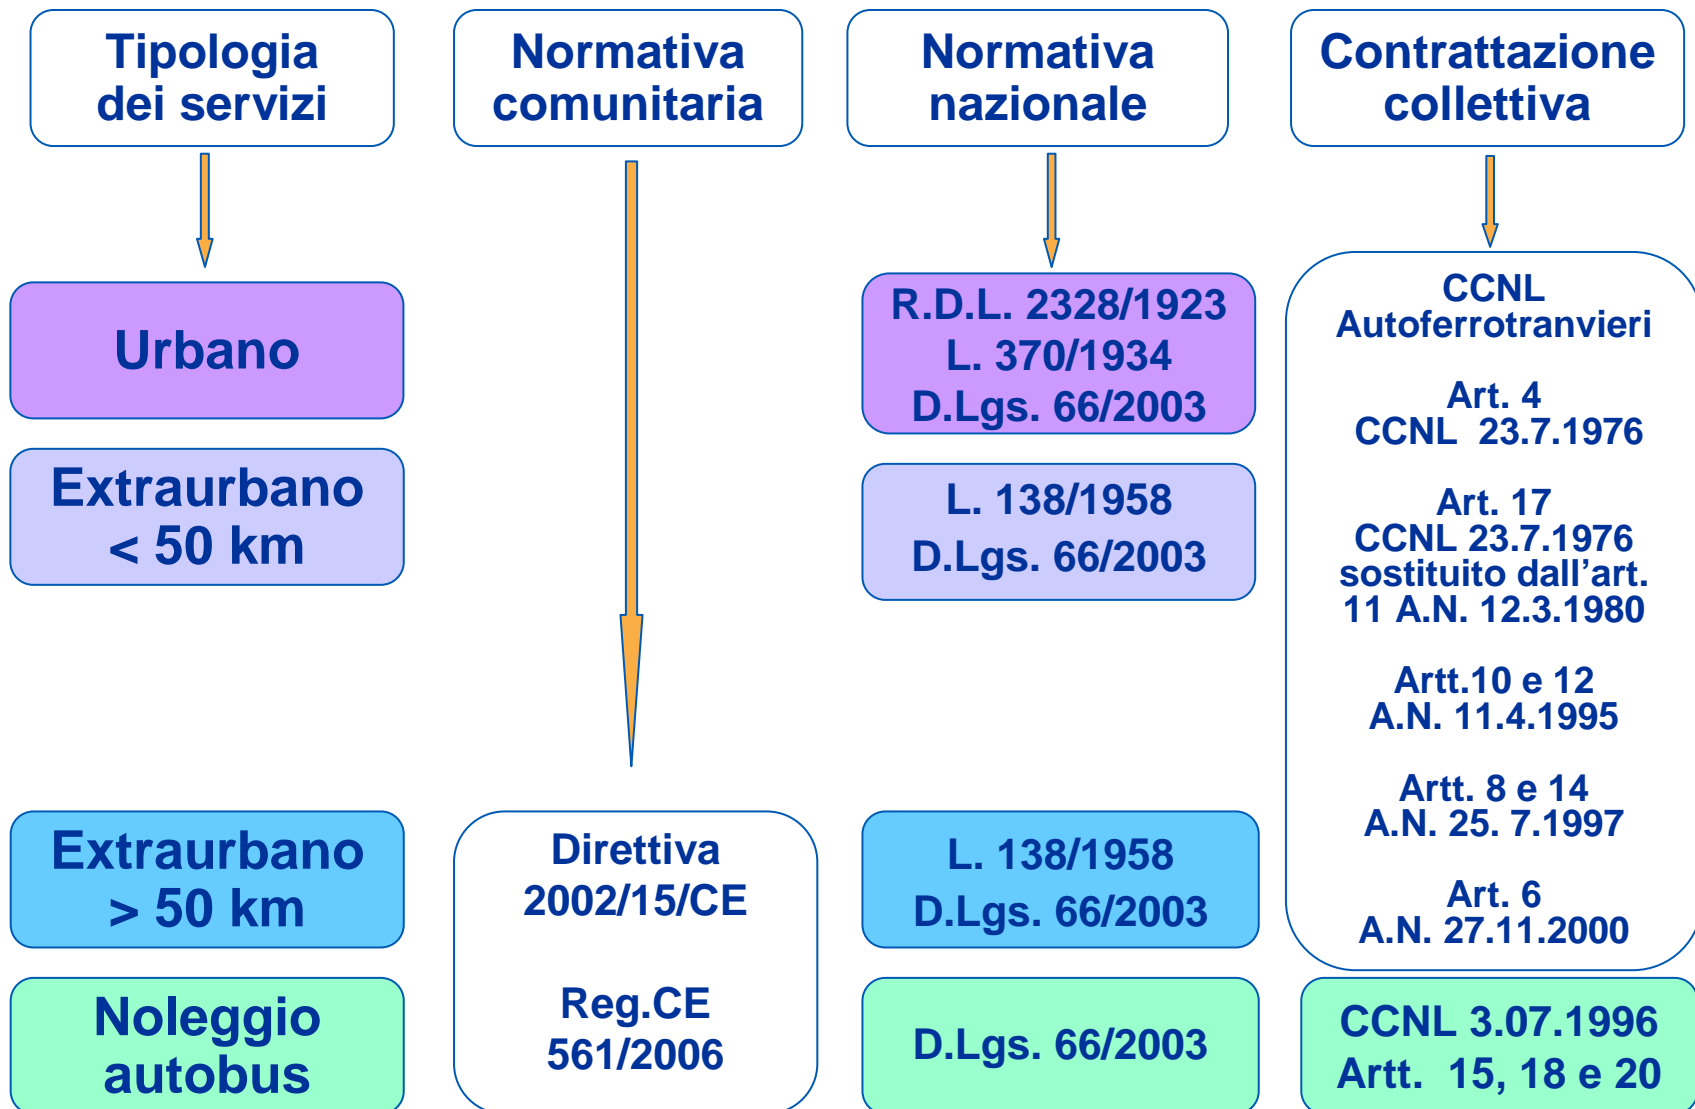 Tipologia
dei servizi
Normativa
comunitaria
Normativa
nazionale
Contrattazione
collettiva
Urbano
R.D.L. 2328/1923
L. 370/1934
D.Lgs. 66/2003
Extraurbano
< 50 km
L. 138/1958
D.Lgs. 66/2003
CCNL
Autoferrotranvieri
Art. 4
CCNL 23.7.1976
Art. 17
CCNL 23.7.1976
sostituito dall'art.
11 A.N. 12.3.1980
Artt.10 e 12
A.N. 11.4.1995
Artt. 8 e 14
A.N. 25. 7.1997
Art. 6
A.N. 27.11.2000
Extraurbano
> 50 km
Direttiva
2002/15/CE
Reg.CE
561/2006
L. 138/1958
D.Lgs. 66/2003
Noleggio
autobus
D.Lgs. 66/2003
CCNL 3.07.1996
Artt. 15, 18 e 20